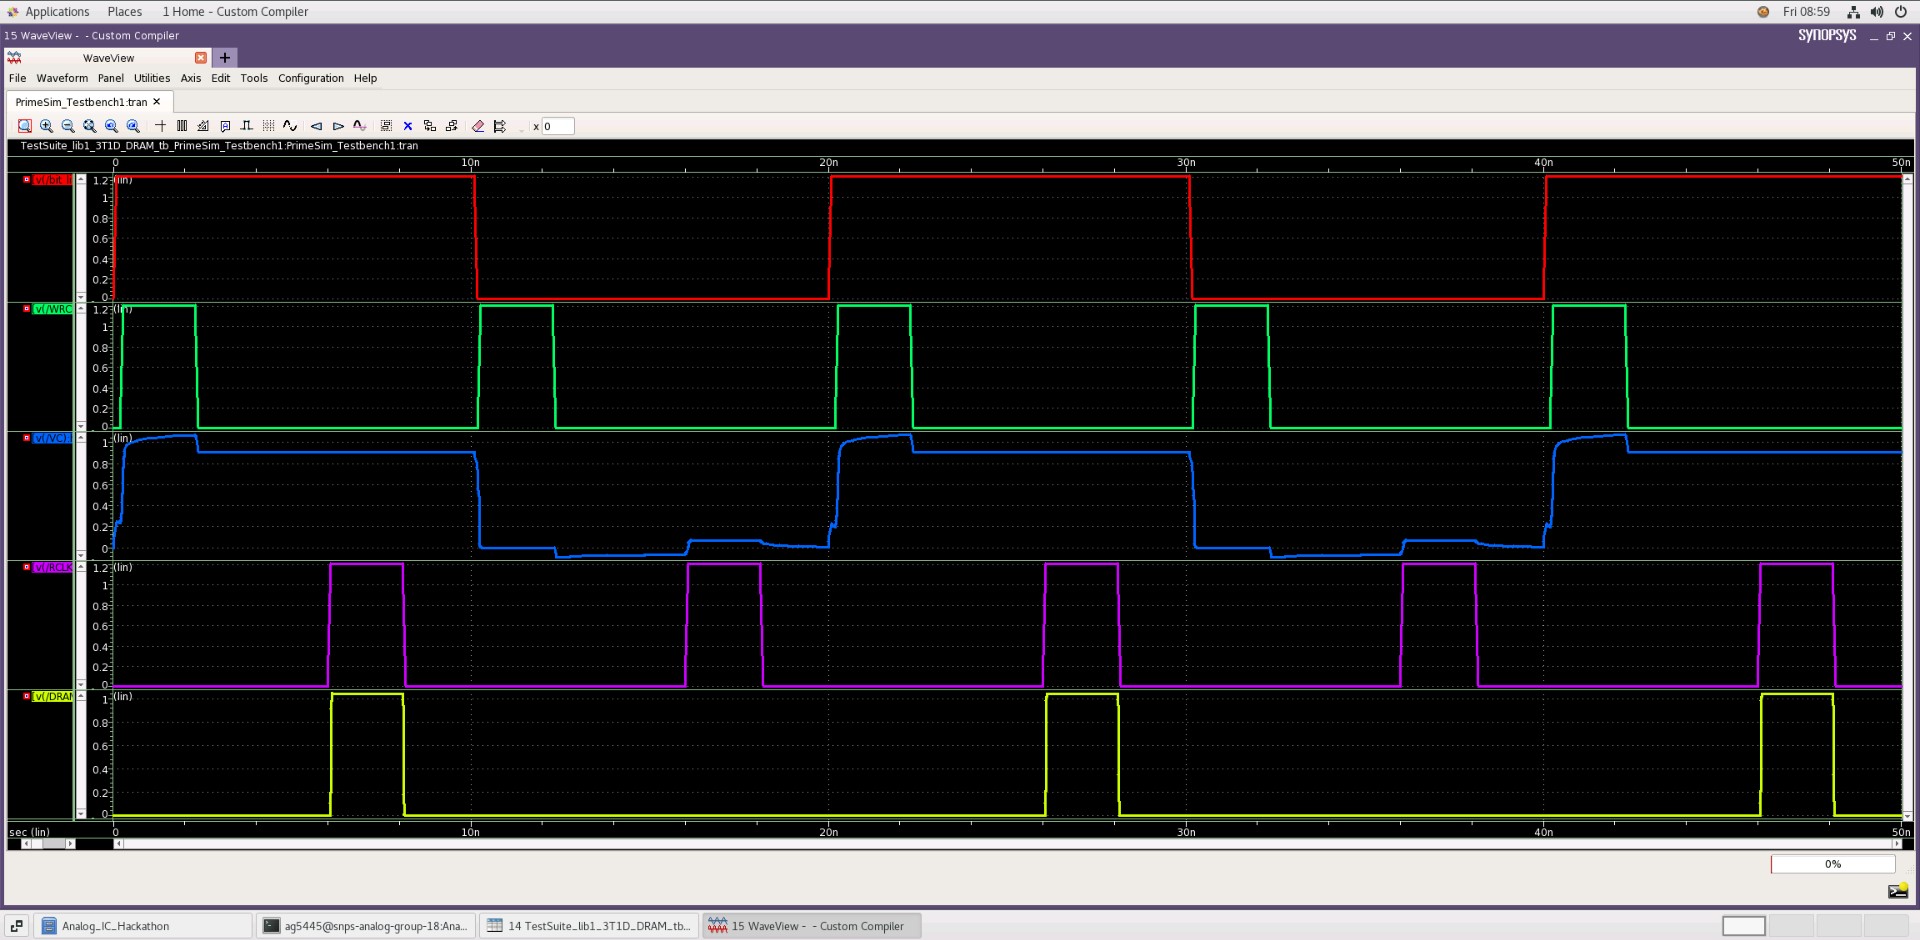 Applications Places 1 Home - Custom Compiler Fri 08:59
15 WaveView - - Custom Compiler SYNOPSYS
WaveView
File Waveform Panel Utilities Axis Edit Tools Configuration Help
PrimeSim_Testbench1:tran
x 0
TestSuite_lib1_3T1D_DRAM_tb_PrimeSim_Testbench1:PrimeSim_Testbench1:tran
0 10n 20n 30n 40n 50n
v(/bit_li 1.2 (lin)
1
0.8
0.6
0.4
0.2
0
v(/WRC 1.2 (lin)
1
0.8
0.6
0.4
0.2
0
v(/VC) 1 (lin)
0.8
0.6
0.4
0.2
0
v(/RCLK 1.2 (lin)
1
0.8
0.6
0.4
0.2
0
v(/DRAM 1 (lin)
0.8
0.6
0.4
0.2
0
sec (lin) 0 10n 20n 30n 40n 50n
0%
Analog_IC_Hackathon ag5445@snps-analog-group-18:Ana... 14 TestSuite_lib1_3T1D_DRAM_tb... 15 WaveView - - Custom Compiler